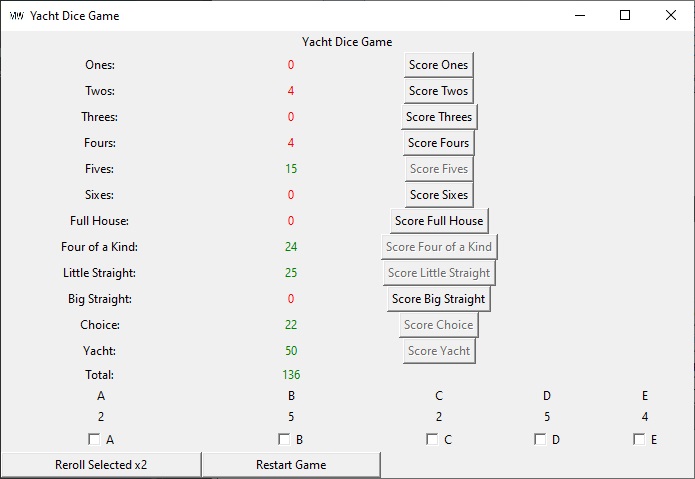 MW Yacht Dice Game
Yacht Dice Game
Ones: 0 Score Ones
Twos: 4 Score Twos
Threes: 0 Score Threes
Fours: 4 Score Fours
Fives: 15 Score Fives
Sixes: 0 Score Sixes
Full House: 0 Score Full House
Four of a Kind: 24 Score Four of a Kind
Little Straight: 25 Score Little Straight
Big Straight: 0 Score Big Straight
Choice: 22 Score Choice
Yacht: 50 Score Yacht
Total: 136
A B C D E
2 5 2 5 4
A B C D E
Reroll Selected x2 Restart Game